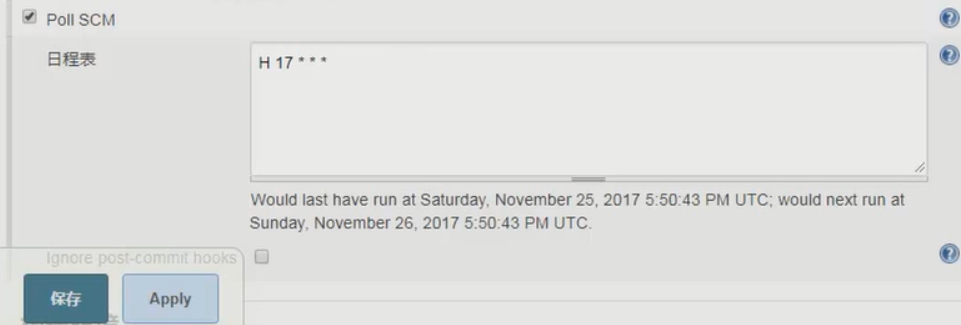 Poll SCM
日程表
H 17 * * *
Would last have run at Saturday, November 25, 2017 5:50:43 PM UTC; would next run at
Sunday, November 26, 2017 5:50:43 PM UTC.
Ignore post-commit hooks
保存
Apply